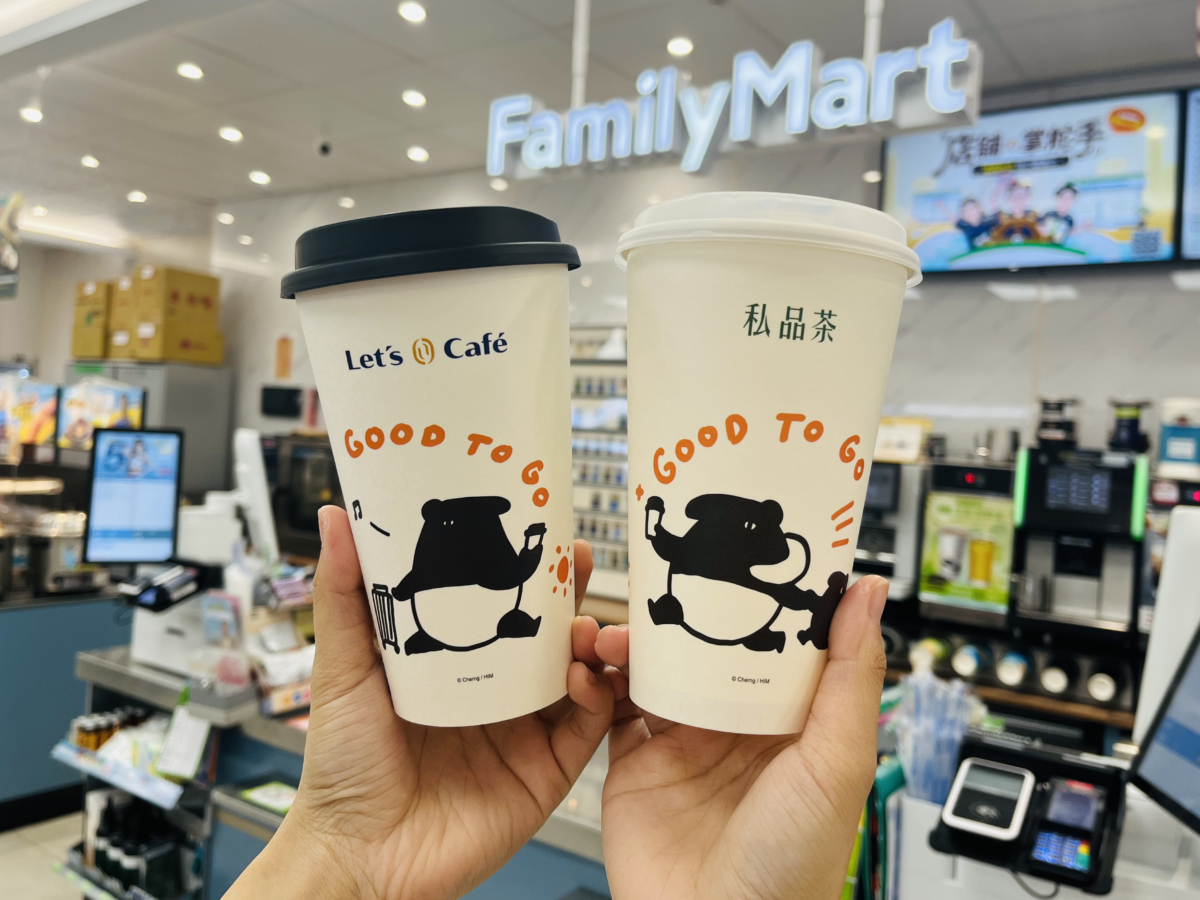 FamilyMart
店舖 掌舵手
Let's Café
GOOD TO GO
© Cherng / HIM
私品茶
GOOD TO GO
© Cherng / HIM